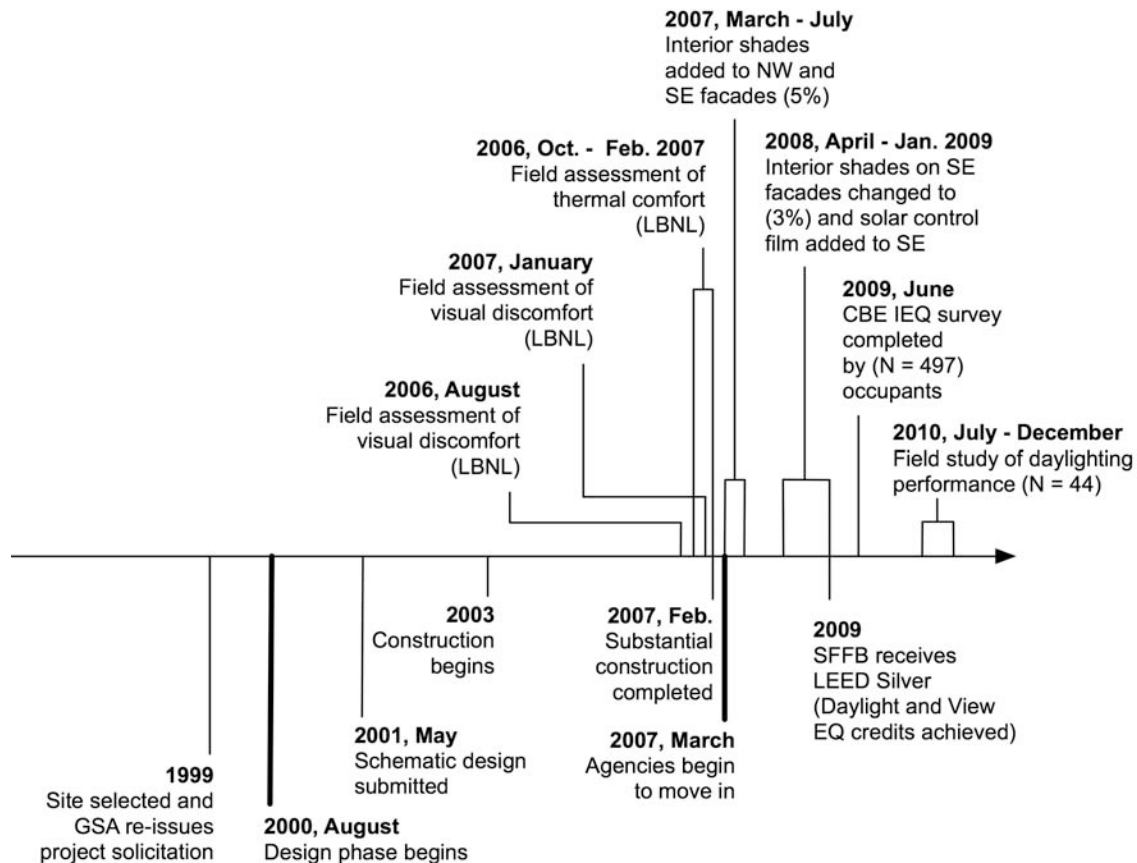 2007, March - July
Interior shades
added to NW and
SE facades (5%)
2006, Oct. - Feb. 2007
Field assessment of
thermal comfort
(LBNL)
2008, April - Jan. 2009
Interior shades on SE
facades changed to
(3%) and solar control
film added to SE
2007, January
Field assessment of
visual discomfort
(LBNL)
2009, June
CBE IEQ survey
completed
by (N = 497)
occupants
2006, August
Field assessment of
visual discomfort
(LBNL)
2010, July - December
Field study of daylighting
performance (N = 44)
2003
Construction
begins
2007, Feb.
Substantial
construction
completed
2009
SFFB receives
LEED Silver
(Daylight and View
EQ credits achieved)
2001, May
Schematic design
submitted
2007, March
Agencies begin
to move in
1999
Site selected and
GSA re-issues
project solicitation
2000, August
Design phase begins